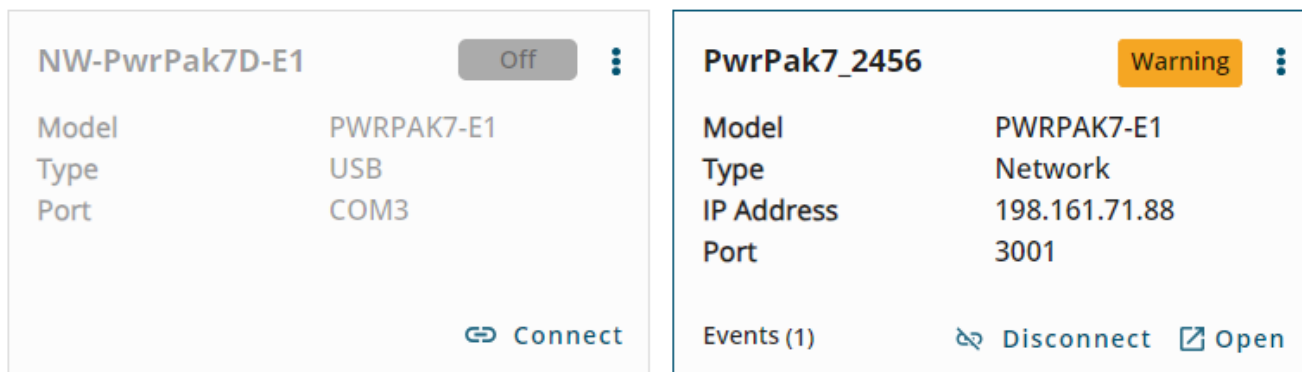 NW-PwrPak7D-E1 Off
Model PWRPAK7-E1
Type USB
Port COM3
Connect
PwrPak7_2456 Warning
Model PWRPAK7-E1
Type Network
IP Address 198.161.71.88
Port 3001
Events (1) Disconnect Open